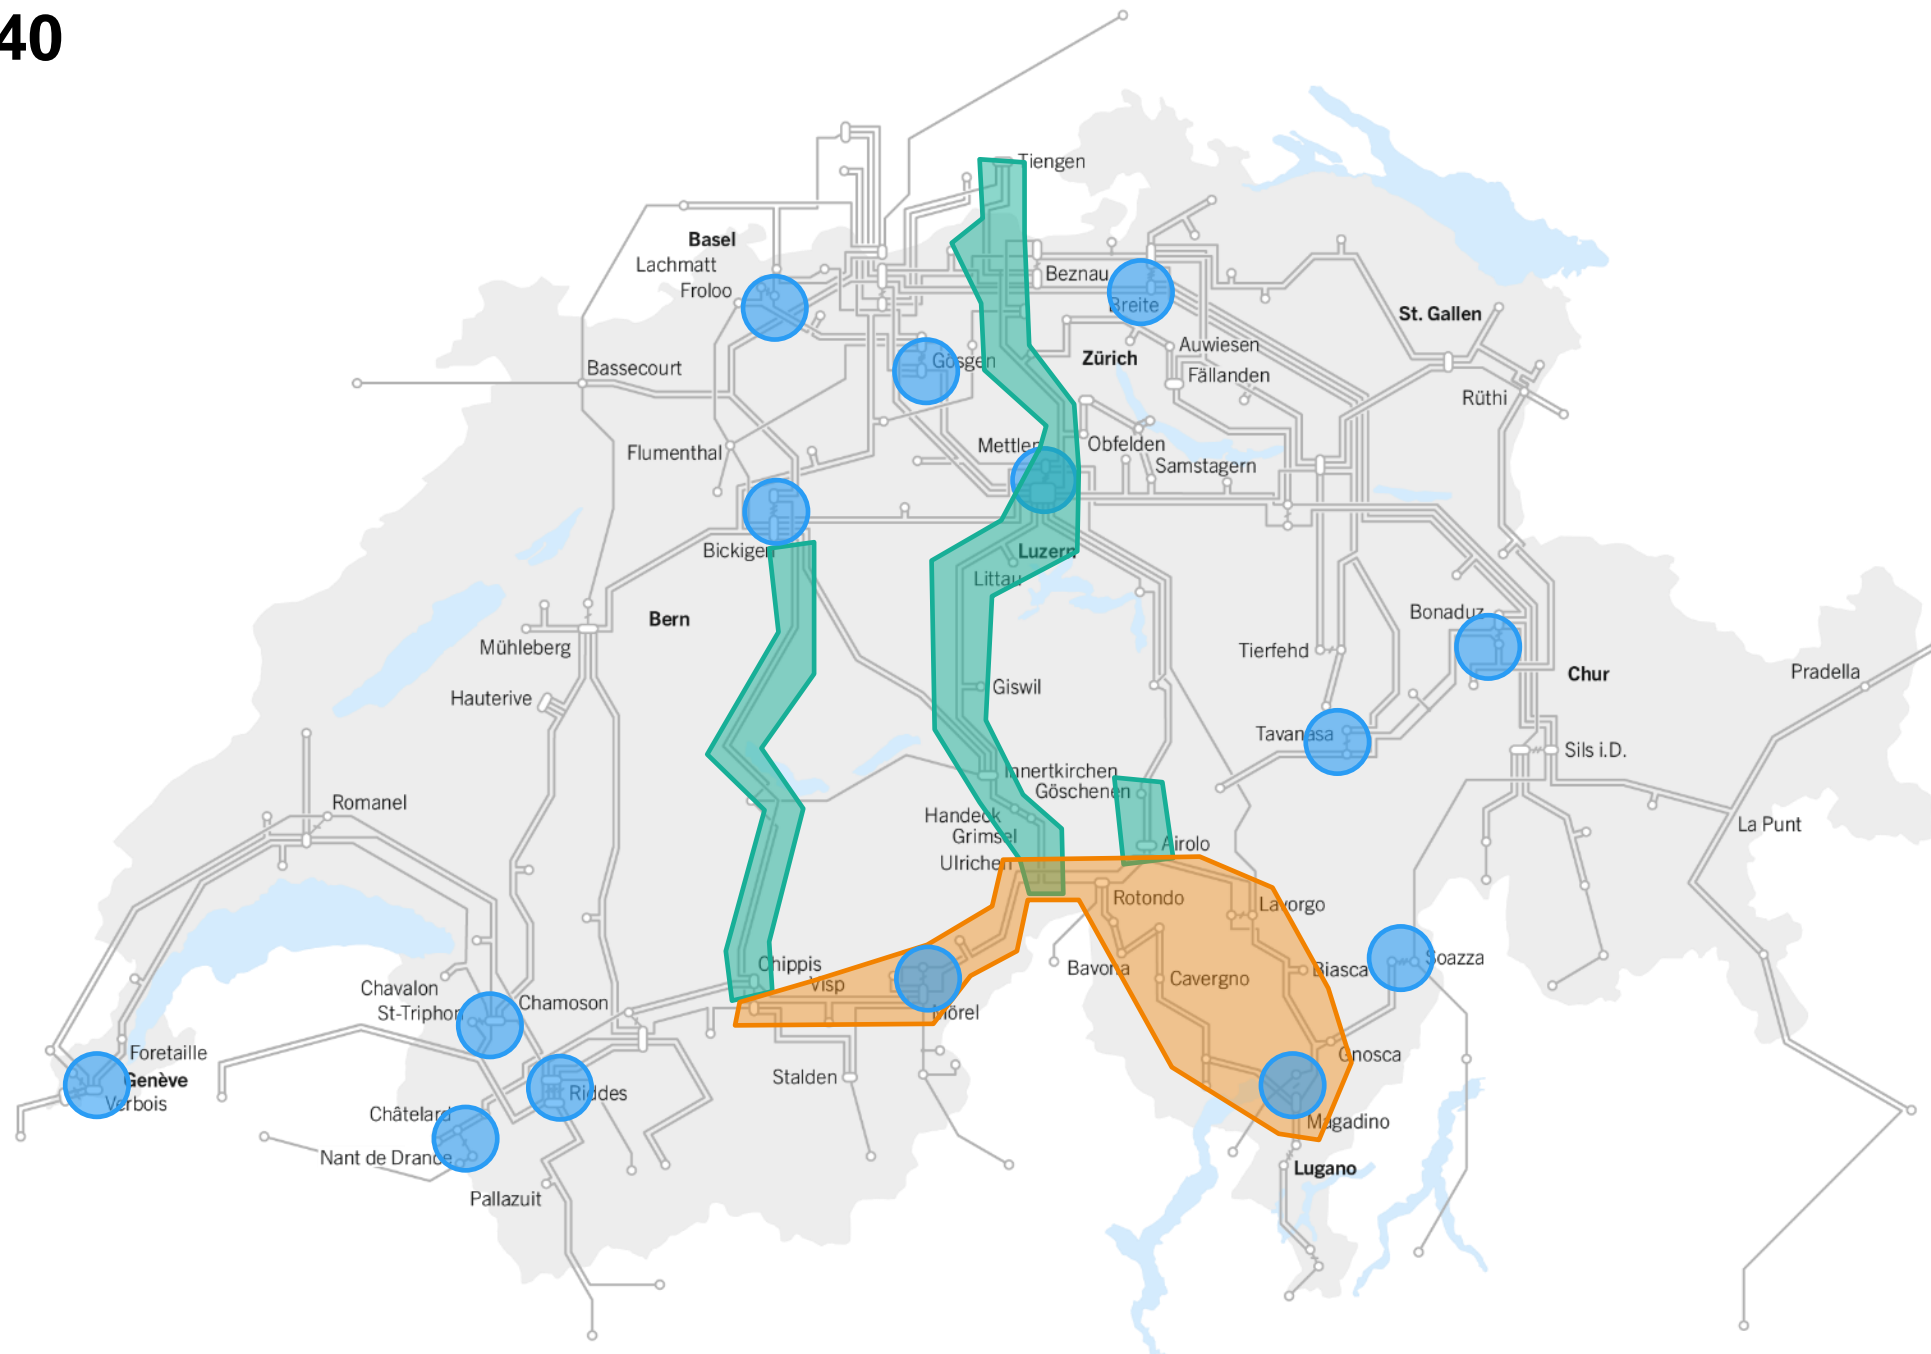 40
Tiengen
Basel
Lachmatt
Froloo
Beznau
Breite
St. Gallen
Auwiesen
Zürich
Gösgen
Bassecourt
Fällanden
Rüthi
Mettlen
Obfelden
Flumenthal
Samstagern
Bickigen
Luzern
Littau
Bern
Bonaduz
Mühleberg
Tierfehd
Chur
Pradella
Giswil
Hauterive
Tavanasa
Sils i.D.
Innertkirchen
Göschenen
Romanel
Handeck
Grimsel
La Punt
Airolo
Ulrichen
Rotondo
Lavorgo
Chippis
Visp
Bavona
Cavergno
Biasca
Soazza
Chavalon
St-Triphon
Chamoson
Mörel
Foretaille
Genève
Verbois
Gnosca
Stalden
Riddes
Châtelard
Magadino
Nant de Drance
Lugano
Pallazuit